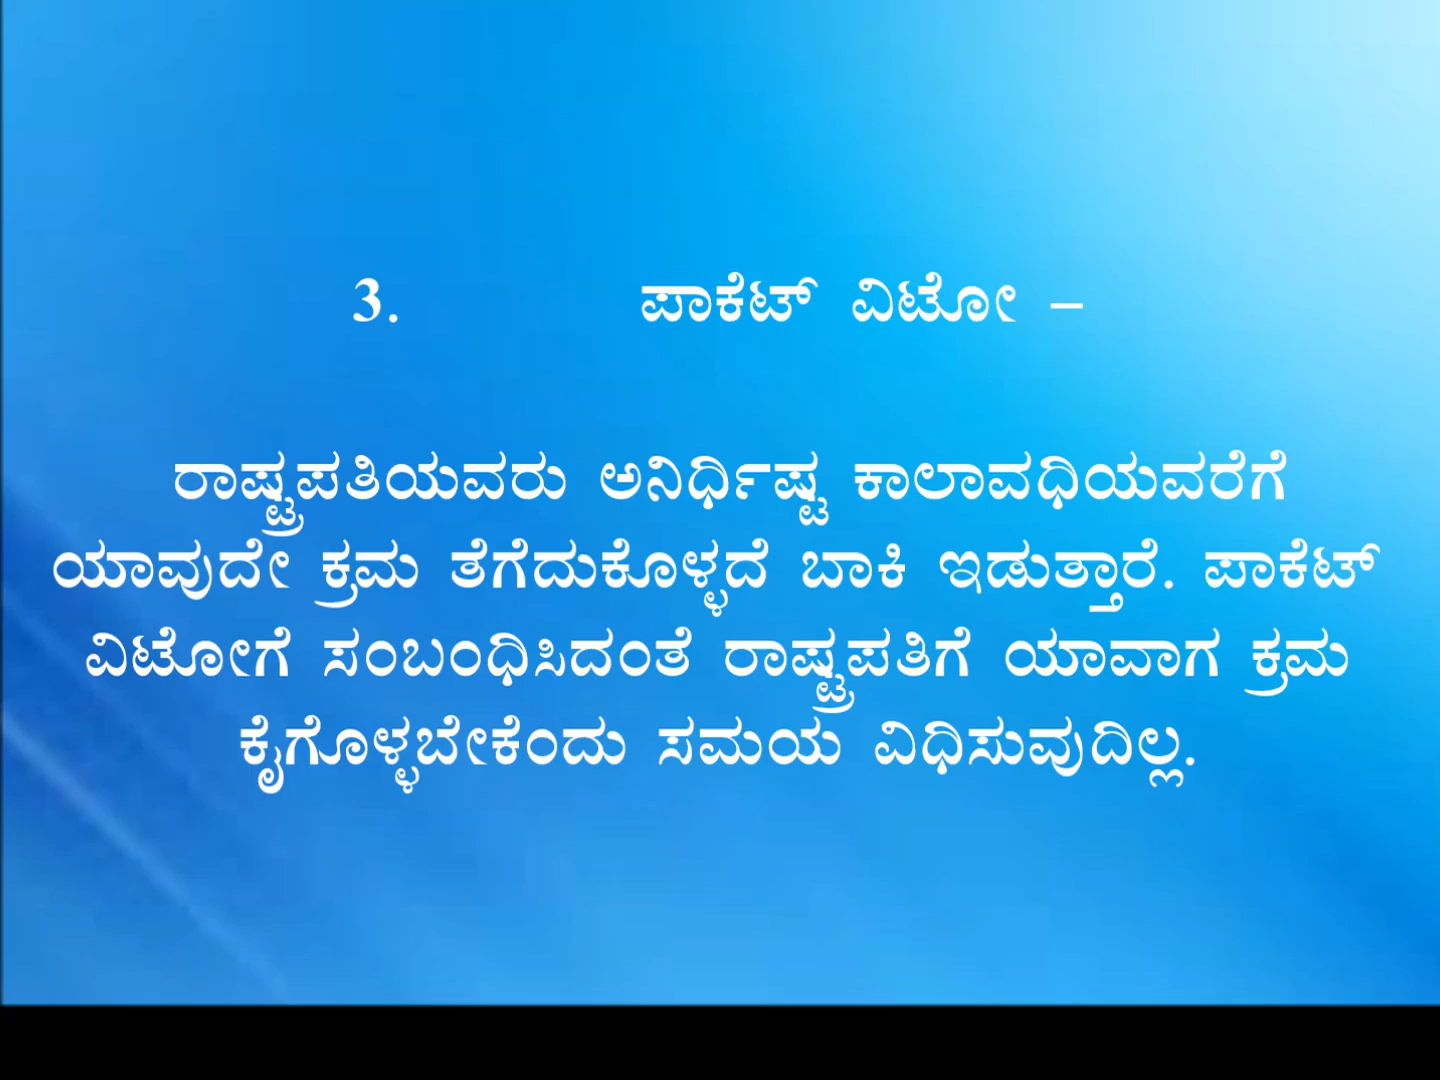 3. ಪಾಕೆಟ್ ವಿಟೋ –
ರಾಷ್ಟ್ರಪತಿಯವರು ಅನಿರ್ಧಿಷ್ಟ ಕಾಲಾವಧಿಯವರೆಗೆ
ಯಾವುದೇ ಕ್ರಮ ತೆಗೆದುಕೊಳ್ಳದೆ ಬಾಕಿ ಇಡುತ್ತಾರೆ. ಪಾಕೆಟ್
ವಿಟೋಗೆ ಸಂಬಂಧಿಸಿದಂತೆ ರಾಷ್ಟ್ರಪತಿಗೆ ಯಾವಾಗ ಕ್ರಮ
ಕೈಗೊಳ್ಳಬೇಕೆಂದು ಸಮಯ ವಿಧಿಸುವುದಿಲ್ಲ.